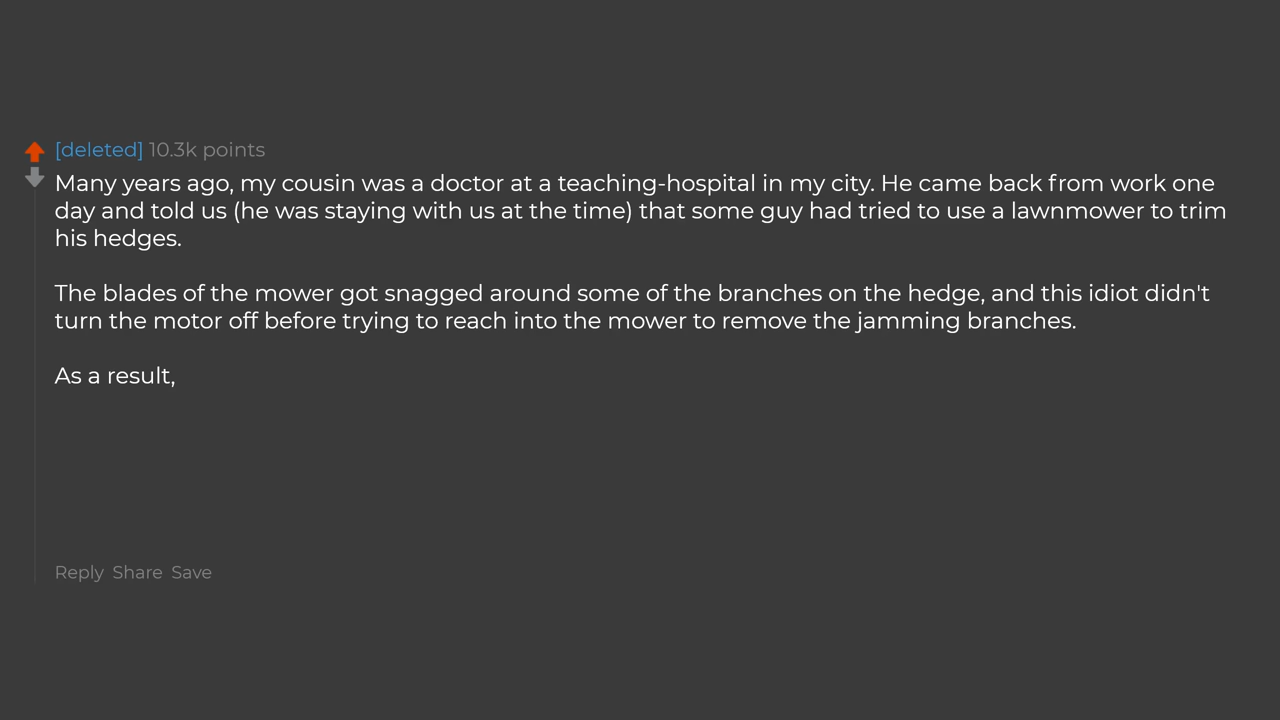 [deleted] 10.3k points
Many years ago, my cousin was a doctor at a teaching-hospital in my city. He came back from work one
day and told us (he was staying with us at the time) that some guy had tried to use a lawnmower to trim
his hedges.
The blades of the mower got snagged around some of the branches on the hedge, and this idiot didn't
turn the motor off before trying to reach into the mower to remove the jamming branches.
As a result,
Reply Share Save